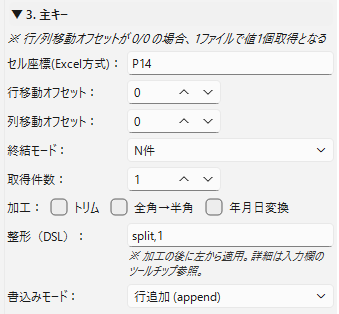 ▼ 3. 主キー
※ 行/列移動オフセットが 0/0 の場合、1ファイルで値1個取得となる
セル座標(Excel方式)： P14
行移動オフセット： 0
列移動オフセット： 0
終結モード： N件
取得件数： 1
加工： トリム 全角→半角 年月日変換
整形（DSL）： split,1
※ 加工の後に左から適用。詳細は入力欄の
ツールチップ参照。
書込みモード： 行追加 (append)